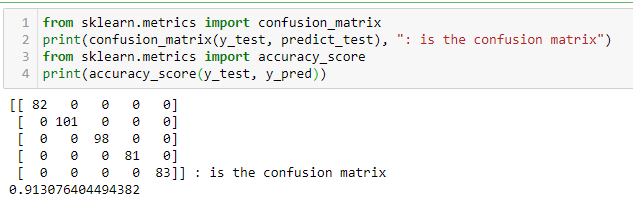 1 from sklearn.metrics import confusion_matrix
2 print(confusion_matrix(y_test, predict_test), ": is the confusion matrix")
3 from sklearn.metrics import accuracy_score
4 print(accuracy_score(y_test, y_pred))
[[ 82   0   0   0   0]
 [  0 101   0   0   0]
 [  0   0  98   0   0]
 [  0   0   0  81   0]
 [  0   0   0   0  83]] : is the confusion matrix
0.913076404494382